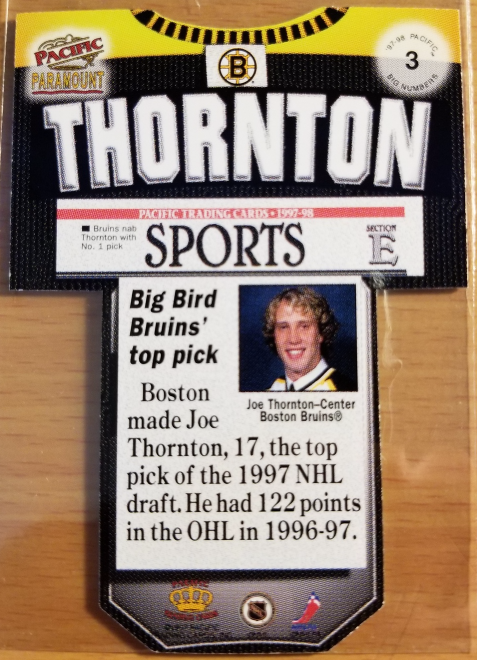 PACIFIC
PARAMOUNT
B
97-98 PACIFIC
3
BIG NUMBERS
THORNTON
PACIFIC TRADING CARDS • 1997-98
■ Bruins nab
Thornton with
No. 1 pick
SPORTS
SECTION
E
Big Bird
Bruins'
top pick
Joe Thornton–Center
Boston Bruins®
Boston
made Joe
Thornton, 17, the top
pick of the 1997 NHL
draft. He had 122 points
in the OHL in 1996-97.